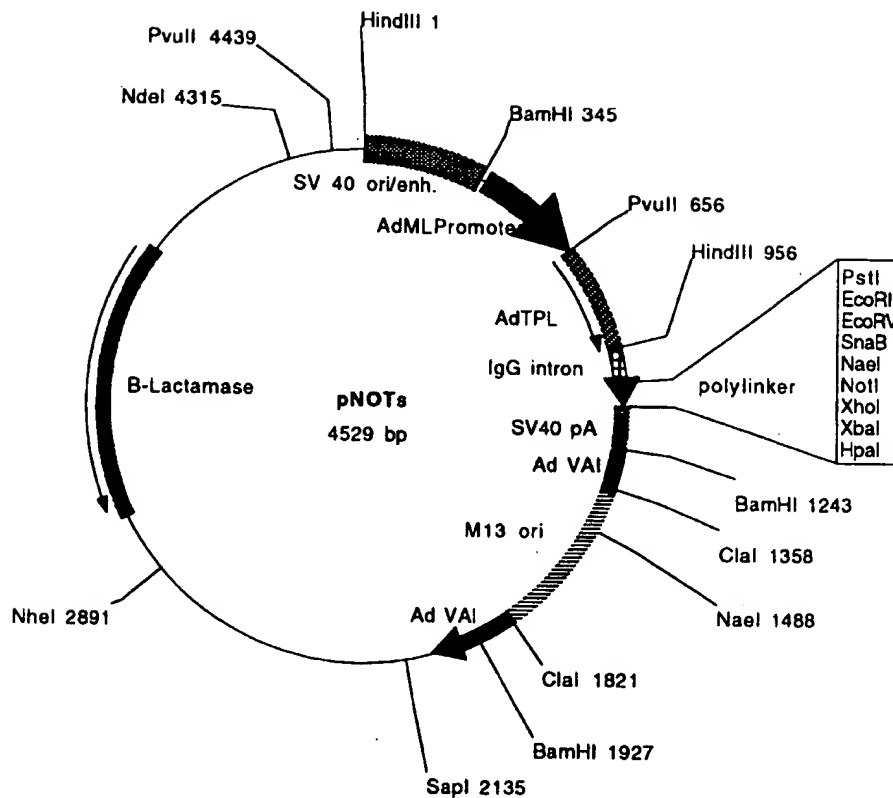 HindIII 1
PvuII 4439
NdeI 4315
BamHI 345
SV 40 ori/enh.
AdMLPromote
PvuII 656
HindIII 956
PstI
EcoRI
EcoRV
SnaB
NaeI
NotI
XhoI
XbaI
HpaI
AdTPL
IgG intron
polylinker
B-Lactamase
pNOTs
4529 bp
SV40 pA
Ad VAI
BamHI 1243
M13 ori
ClaI 1358
NheI 2891
Ad VAI
NaeI 1488
ClaI 1821
BamHI 1927
SapI 2135